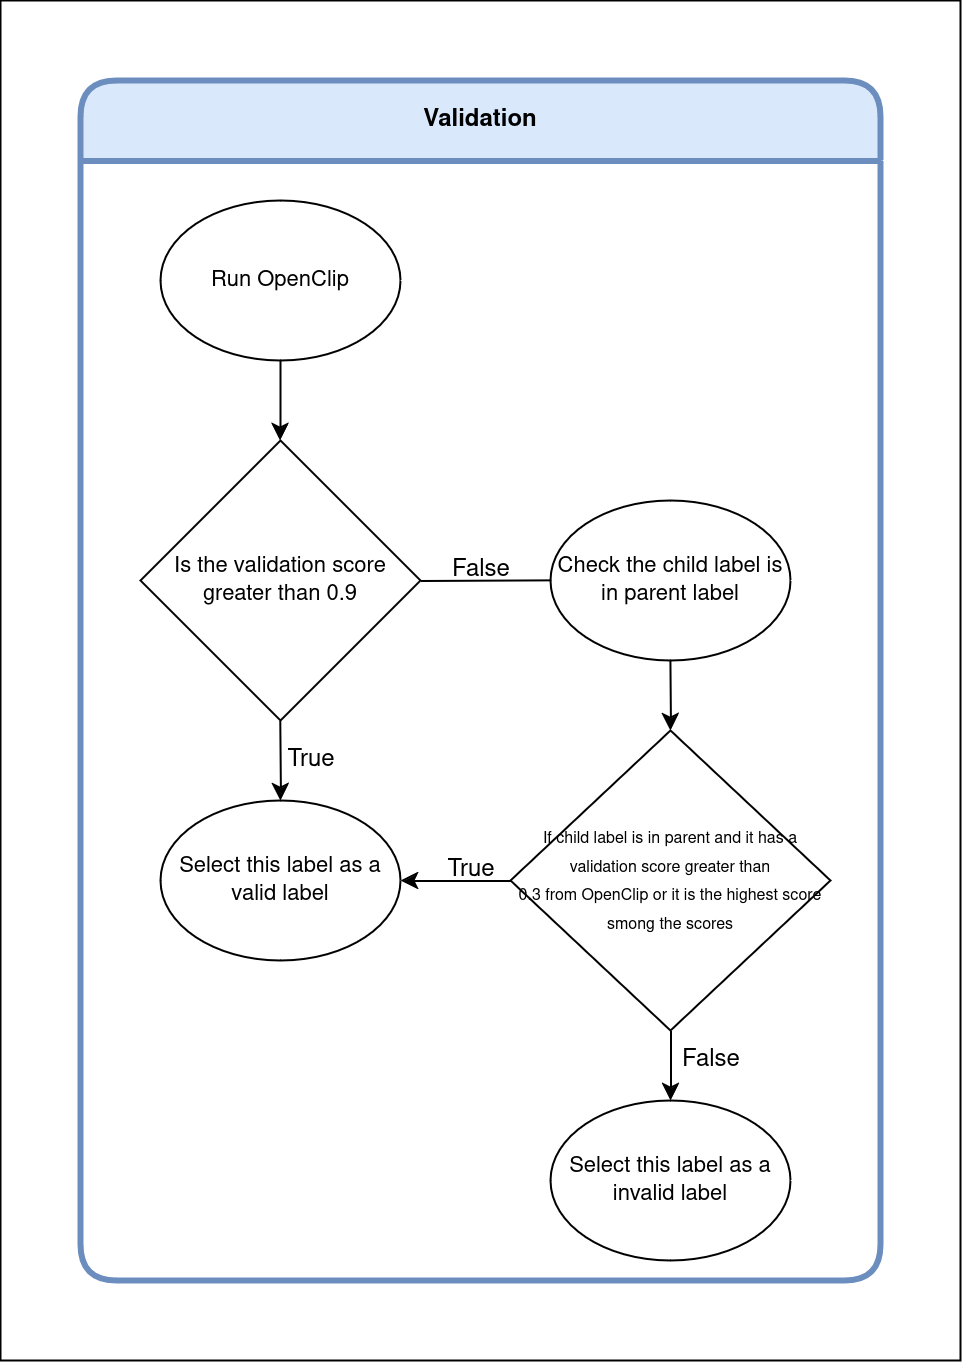 Validation
Run OpenClip
Is the validation score
greater than 0.9
False
Check the child label is
in parent label
True
Select this label as a
valid label
True
If child label is in parent and it has a
validation score greater than
0.3 from OpenClip or it is the highest score
smong the scores
False
Select this label as a
invalid label